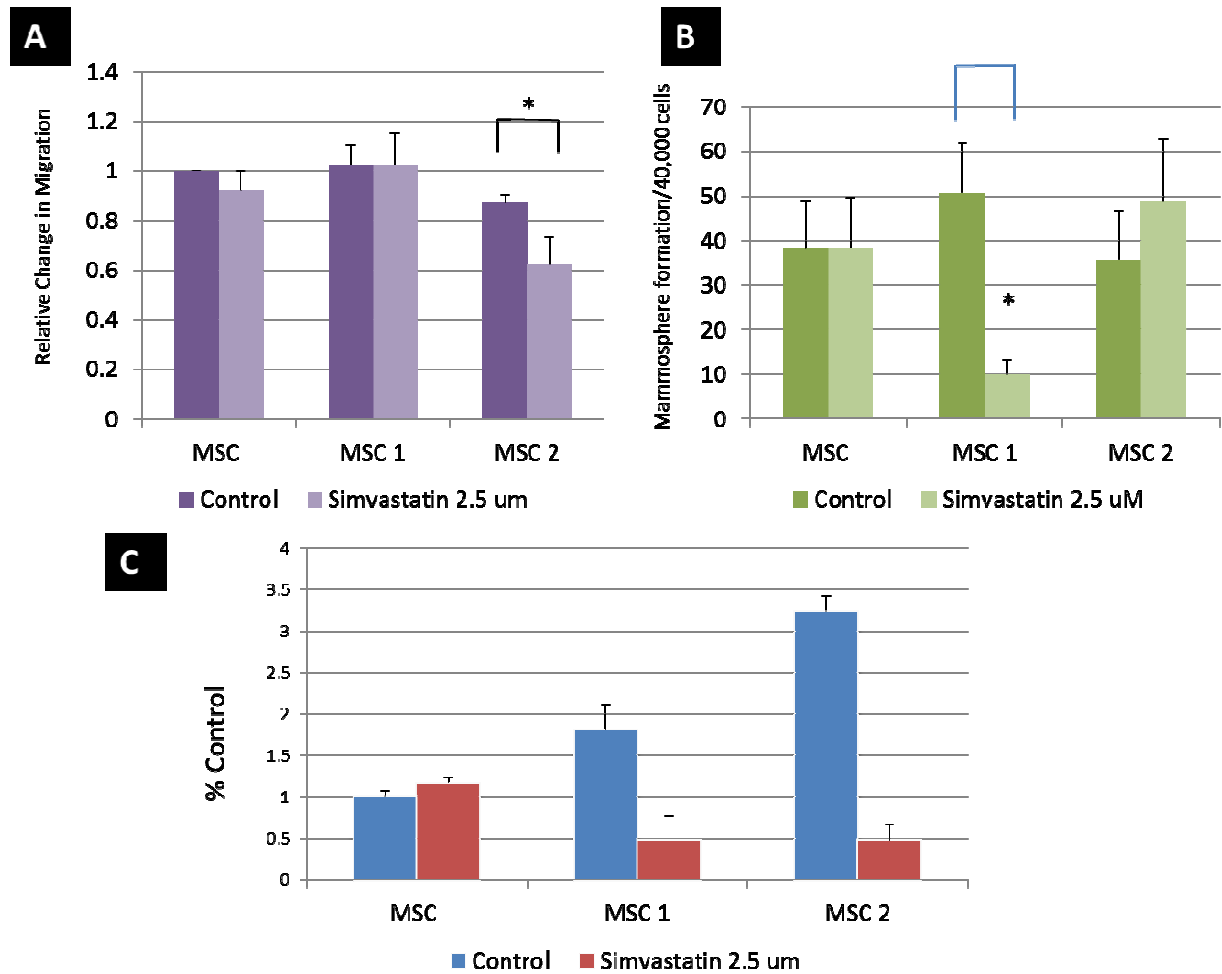 A
Relative Change in Migration
1.4
1.2
1
0.8
0.6
0.4
0.2
0
*
MSC
MSC 1
MSC 2
Control
Simvastatin 2.5 um
B
Mammosphere formation/40,000 cells
70
60
50
40
30
20
10
0
*
MSC
MSC 1
MSC 2
Control
Simvastatin 2.5 uM
C
% Control
4
3.5
3
2.5
2
1.5
1
0.5
0
MSC
MSC 1
MSC 2
Control
Simvastatin 2.5 um